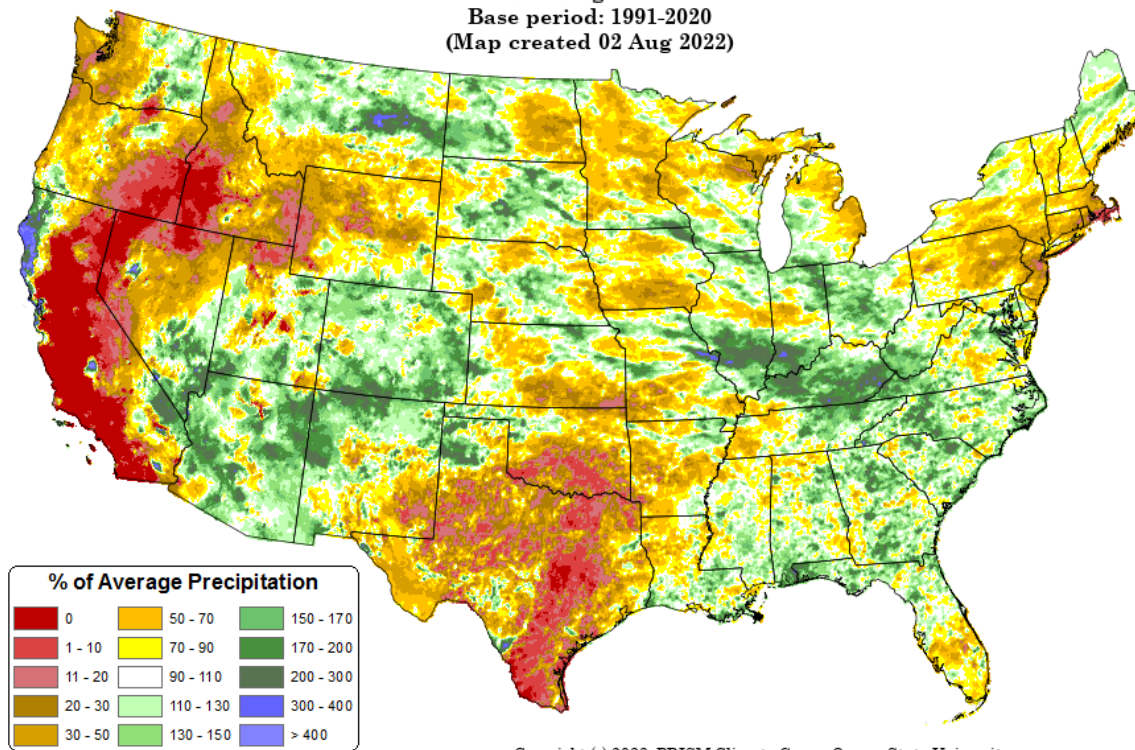 Base period: 1991-2020
(Map created 02 Aug 2022)
% of Average Precipitation
0
1 - 10
11 - 20
20 - 30
30 - 50
50 - 70
70 - 90
90 - 110
110 - 130
130 - 150
150 - 170
170 - 200
200 - 300
300 - 400
> 400